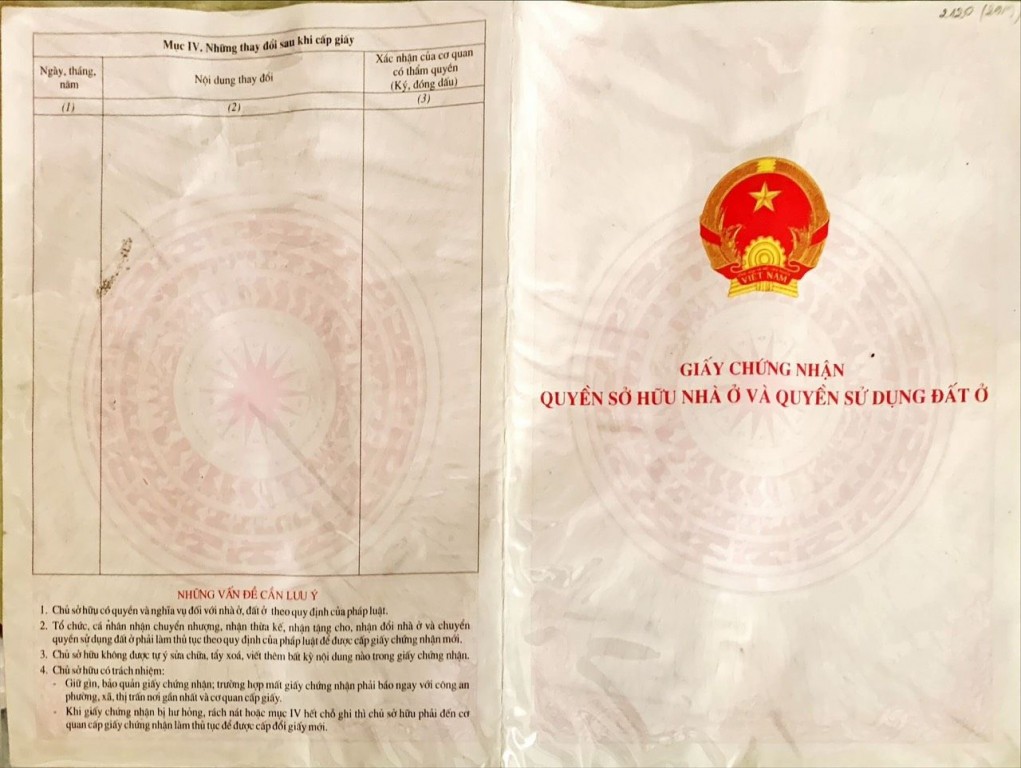 Mục IV. Những thay đổi sau khi cấp giấy
Ngày, tháng, năm
Nội dung thay đổi
Xác nhận của cơ quan
có thẩm quyền
(Ký, đóng dấu)
(1)
(2)
(3)
NHỮNG VẤN ĐỀ CẦN LƯU Ý
1. Chủ sở hữu có quyền và nghĩa vụ đối với nhà ở, đất ở theo quy định của pháp luật.
2. Tổ chức, cá nhân nhận chuyển nhượng, nhận thừa kế, nhận tặng cho, nhận đổi nhà ở và chuyển
quyền sử dụng đất ở phải làm thủ tục theo quy định của pháp luật để được cấp giấy chứng nhận mới.
3. Chủ sở hữu không được tự ý sửa chữa, tẩy xoá, viết thêm bất kỳ nội dung nào trong giấy chứng nhận.
4. Chủ sở hữu có trách nhiệm:
- Giữ gìn, bảo quản giấy chứng nhận; trường hợp mất giấy chứng nhận phải báo ngay với công an
phường, xã, thị trấn nơi gần nhất và cơ quan cấp giấy.
- Khi giấy chứng nhận bị hư hỏng, rách nát hoặc mục IV hết chỗ ghi thì chủ sở hữu phải đến cơ
quan cấp giấy chứng nhận làm thủ tục để được cấp đổi giấy mới.
VIỆT NAM
GIẤY CHỨNG NHẬN
QUYỀN SỞ HỮU NHÀ Ở VÀ QUYỀN SỬ DỤNG ĐẤT Ở